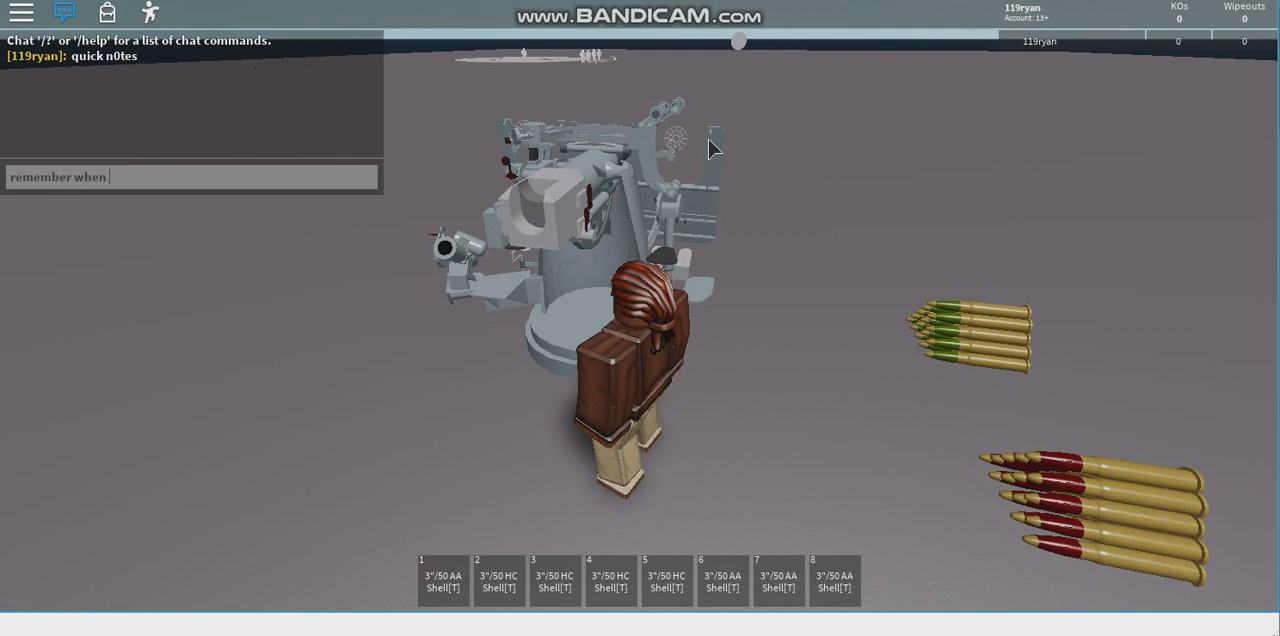 www.BANDICAM.com
119ryan
Account: 13+
KOs
0
Wipeouts
0
119ryan
0
0
Chat '/?' or '/help' for a list of chat commands.
[119ryan]: quick n0tes
remember when
1
3"/50 AA
Shell[T]
2
3"/50 HC
Shell[T]
3
3"/50 HC
Shell[T]
4
3"/50 HC
Shell[T]
5
3"/50 HC
Shell[T]
6
3"/50 AA
Shell[T]
7
3"/50 AA
Shell[T]
8
3"/50 AA
Shell[T]